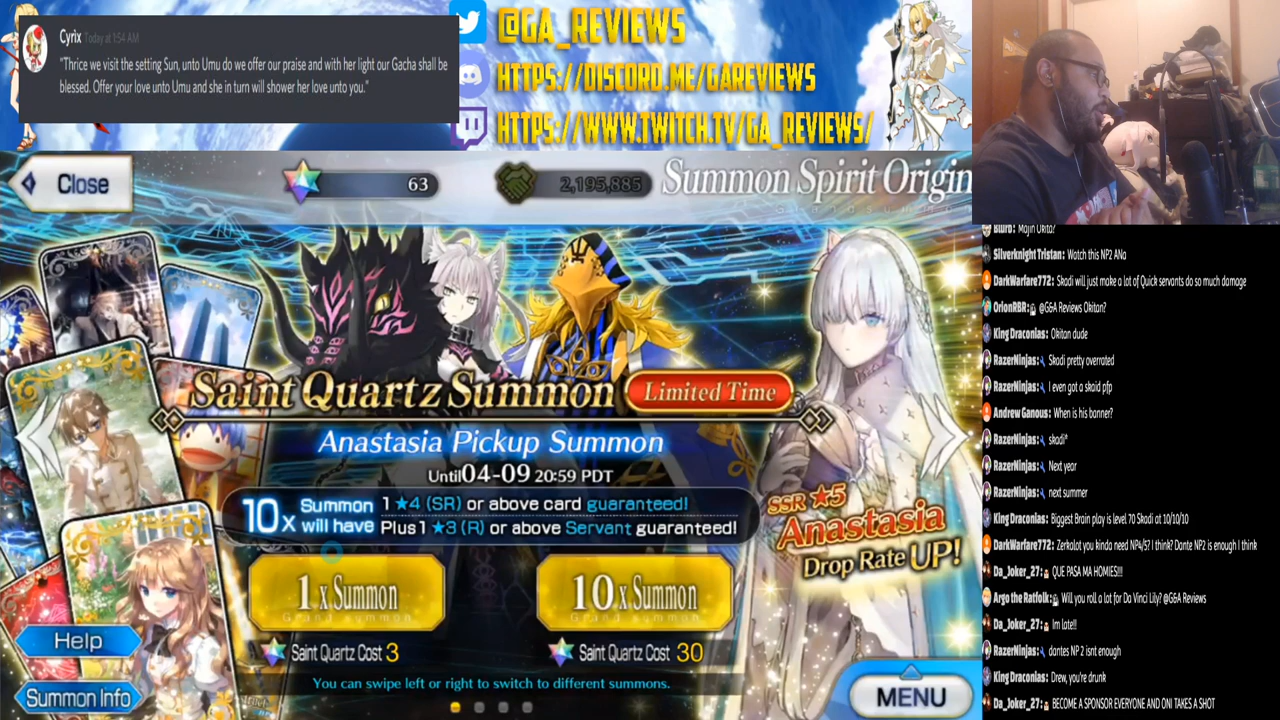 Cyrix Today at 1:54 AM
"Thrice we visit the setting Sun, unto Umu do we offer our praise and with her light our Gacha shall be
blessed. Offer your love unto Umu and she in turn will shower her love unto you."
@GA_REVIEWS
HTTPS://DISCORD.ME/GAREVIEWS
HTTPS://WWW.TWITCH.TV/GA_REVIEWS/
Close
63
2,195,885
Summon Spirit Origin
Saint Quartz Summon
Limited Time
Anastasia Pickup Summon
Until 04-09 20:59 PDT
10x Summon will have
1 ★4 (SR) or above card guaranteed!
Plus 1 ★3 (R) or above Servant guaranteed!
SSR ★5
Anastasia
Drop Rate UP!
1 x Summon
10 x Summon
Saint Quartz Cost 3
Saint Quartz Cost 30
You can swipe left or right to switch to different summons.
Help
Summon Info
MENU
Silverknight Tristan: Watch this NP2 ANa
DarkWarfare772: Skadi will just make a lot of Quick servants do so much damage
OrionRBR: @G&A Reviews Okitan?
King Draconias: Okitan dude
RazerNinjas: Skadi pretty overrated
RazerNinjas: I even got a skaid pfp
Andrew Ganous: When is his banner?
RazerNinjas: skadi*
RazerNinjas: Next year
RazerNinjas: next summer
King Draconias: Biggest Brain play is level 70 Skadi at 10/10/10
DarkWarfare772: Zerkalot you kinda need NP4/5? I think? Dante NP2 is enough I think
Da_Joker_27: QUE PASA MA HOMIES!!!
Argo the Ratfolk: Will you roll a lot for Da Vinci Lily? @G&A Reviews
Da_Joker_27: Im late!!
RazerNinjas: dantes NP 2 isnt enough
King Draconias: Drew, you're drunk
Da_Joker_27: BECOME A SPONSOR EVERYONE AND ONI TAKES A SHOT